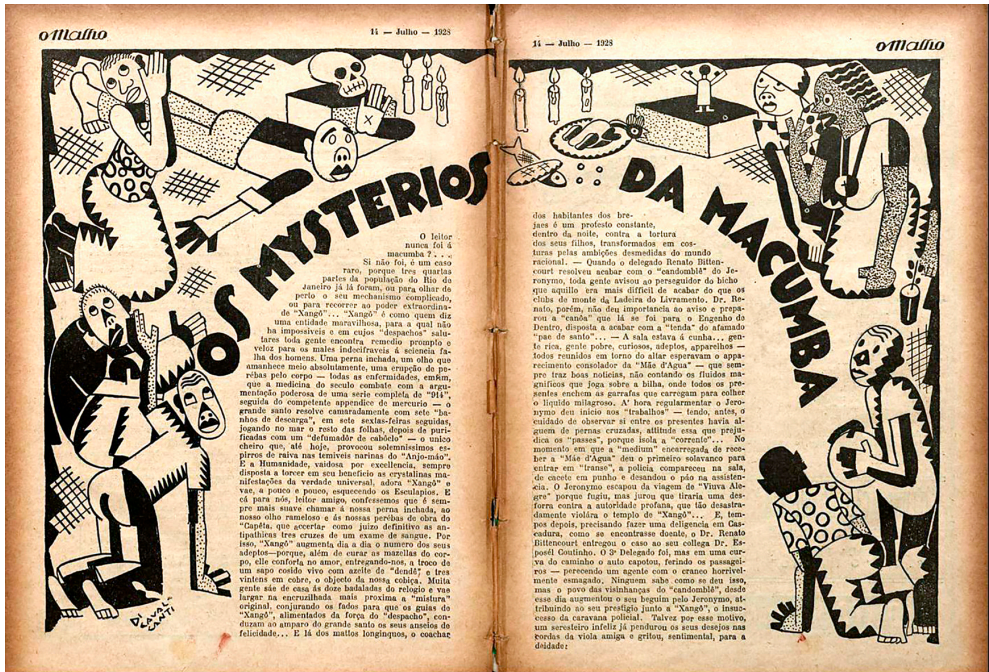 O Malho
14 — Julho — 1928
OS MYSTERIOS
O leitor
nunca foi á
macumba ? . . .
Si não foi, é um caso
raro, porque tres quartas
partes da população do Rio de
Janeiro já lá foram, ou para olhar de
perto o seu mechanismo complicado,
ou para recorrer ao poder extraordina-
de "Xangô"... "Xangô" é como quem diz
uma entidade maravilhosa, para a qual não
ha impossiveis e em cujos "despachos" salu-
tares toda gente encontra remedio prompto e
veloz para os males indecifraveis á sciencia fa-
lha dos homens. Uma perna inchada, um olho que
amanhece meio absolutamente, uma erupção de pe-
rébas pelo corpo — todas as enfermidades, emfim,
que a medicina do seculo combate com a argu-
mentação poderosa de uma serie completa de "914",
seguida do competente appendice de mercurio — o
grande santo resolve camaradamente com sete "ba-
nhos de descarga", em sete sextas-feiras seguidas,
jogando no mar o resto das folhas, depois de puri-
ficadas com um "defumador de cabôclo" — o unico
cheiro que, até hoje, provocou solemnissimos es-
pirros de raiva nas temiveis narinas do "Anjo-máo".
E a Humanidade, vaidosa por excellencia, sempre
disposta a torcer em seu beneficio as crystalinas ma-
nifestações da verdade universal, adora "Xangô" e
vae, a pouco e pouco, esquecendo os Esculapios. E
cá para nós, leitor amigo, confessemos que é sem-
pre mais suave chamar á nossa perna inchada, ao
nosso olho rameloso e ás nossas perébas de obra do
"Capêta, que accertar como juizo definitivo as an-
tipathicas tres cruzes de um exame de sangue. Por
isso, "Xangô" augmenta dia a dia o numero dos seus
adeptos—porque, além de curar as mazellas do cor-
po, elle conforta no amor, entregando-nos, a troco de
um sapo cosido vivo com azeite de "dendê" e tres
vintens em cobre, o objecto da nossa cobiça. Muita
gente sáe de casa ás doze badaladas do relogio e vae
largar na encruzilhada mais proxima a "mistura"
original, conjurando os fados para que os guias de
"Xangô", alimentados da força do "despacho", con-
duzam ao amparo do grande santo os seus anseios de
felicidade... E lá dos mattos longinquos, o coachar
DI CAVALCANTI
14 — Julho — 1928
O Malho
DA MACUMBA
dos habitantes dos bre-
jaes é um protesto constante,
dentro da noite, contra a tortura
dos seus filhos, transformados em cos-
turas pelas ambições desmedidas do mundo
racional. — Quando o delegado Renato Bitten-
court resolveu acabar com o "candomblê" do Je-
ronymo, toda gente avisou ao perseguidor do bicho
que aquillo era mais difficil de acabar do que os
clubs de monte da Ladeira do Livramento. Dr. Re-
nato, porém, não deu importancia ao aviso e prepa-
rou a "canôa" que lá se foi para o Engenho de
Dentro, disposta a acabar com a "tenda" do afamado
"pae de santo"... — A sala estava á cunha... gen-
te rica, gente pobre, curiosos, adeptos, apparelhos —
todos reunidos em torno do altar esperavam o appa-
recimento consolador da "Mãe d'Agua" — que sem-
pre traz boas noticias, não contando os fluidos ma-
gnificos que joga sobre a bilha, onde todos os pre-
sentes enchem as garrafas que carregam para colher
o liquido milagroso. A' hora regularmentar o Jero-
nymo deu inicio aos "trabalhos" — tendo, antes, o
cuidado de observar si entre os presentes havia al-
guem de pernas cruzadas, attitude essa que preju-
dica os "passes", porque isola a "corrente"... No
momento em que a "medium" encarregada de rece-
ber a "Mãe d'Agua" deu o primeiro solavanco para
entrar em "transe", a policia compareceu na sala,
de cacete em punho e desandou o páo na assisten-
cia. O Jeronymo escapou da viagem de "Viuva Ale-
gre" porque fugiu, mas jurou que tiraria uma des-
forra contra a autoridade profana, que tão desastra-
damente violára o templo de "Xangô"... E, tem-
pos depois, precisando fazer uma deligencia em Cas-
cadura, como se encontrasse doente, o Dr. Renato
Bittencourt entregou o caso ao seu collega Dr. Es-
posél Coutinho. O 3º Delegado foi, mas em uma cur-
va do caminho o auto capotou, ferindo os passagei-
ros — perecendo um agente com o craneo horrivel-
mente esmagado. Ninguem sabe como se deu isso,
mas o povo das visinhanças do "candomblê", desde
esse dia augmentou o seu beguin pelo Jeronymo, at-
tribuindo ao seu prestigio junto a "Xangô", o insuc-
cesso da caravana policial. Talvez por esse motivo,
um seresteiro infeliz já pendurou os seus desejos nas
cordas da viola amiga e gritou, sentimental, para a
deidade: